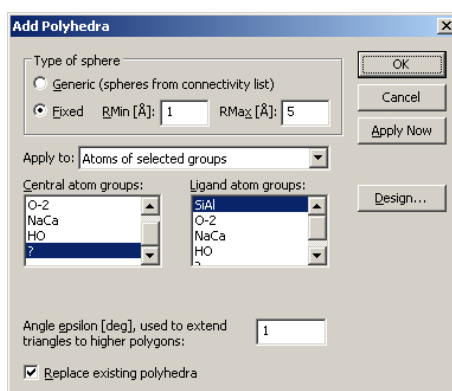 Add Polyhedra
Type of sphere
Generic (spheres from connectivity list)
Fixed RMin [Å]: 1 RMax [Å]: 5
OK
Cancel
Apply Now
Apply to: Atoms of selected groups
Central atom groups: Ligand atom groups:
O-2
NaCa
HO
?
SiAl
O-2
NaCa
HO
Design...
Angle epsilon [deg], used to extend
triangles to higher polygons: 1
Replace existing polyhedra